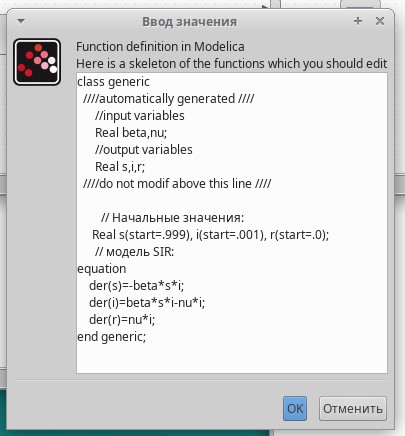 Ввод значения
Function definition in Modelica
Here is a skeleton of the functions which you should edit
class generic
////automatically generated ////
//input variables
Real beta,nu;
//output variables
Real s,i,r;
////do not modif above this line ////
// Начальные значения:
Real s(start=.999), i(start=.001), r(start=.0);
// модель SIR:
equation
der(s)=-beta*s*i;
der(i)=beta*s*i-nu*i;
der(r)=nu*i;
end generic;
OK
Отменить